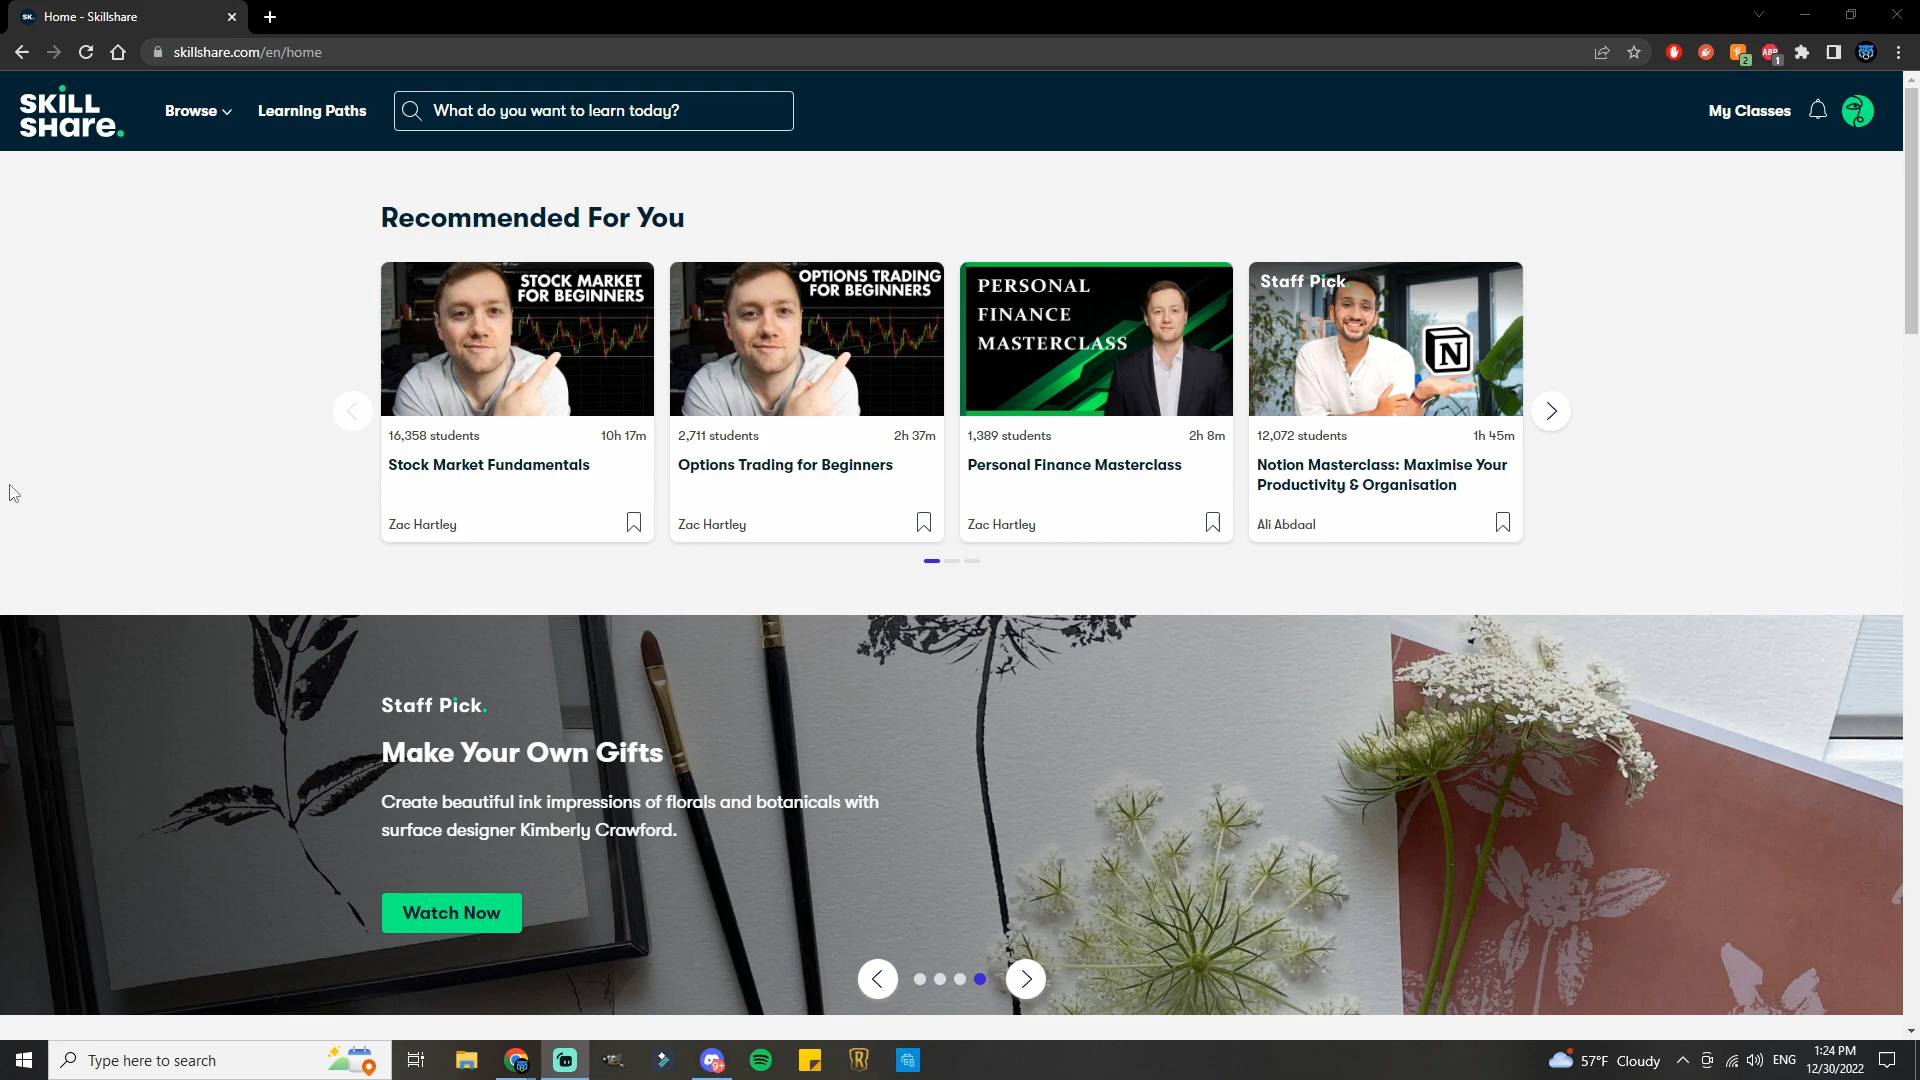 Home - Skillshare
skillshare.com/en/home
2
ABP
1
SKILL
SHARE.
Browse
Learning Paths
What do you want to learn today?
My Classes
Recommended For You
STOCK MARKET
FOR BEGINNERS
16,358 students
10h 17m
Stock Market Fundamentals
Zac Hartley
OPTIONS TRADING
FOR BEGINNERS
2,711 students
2h 37m
Options Trading for Beginners
Zac Hartley
PERSONAL
FINANCE
MASTERCLASS
1,389 students
2h 8m
Personal Finance Masterclass
Zac Hartley
Staff Pick.
N
12,072 students
1h 45m
Notion Masterclass: Maximise Your
Productivity & Organisation
Ali Abdaal
Staff Pick.
Make Your Own Gifts
Create beautiful ink impressions of florals and botanicals with
surface designer Kimberly Crawford.
Watch Now
Type here to search
9+
57°F Cloudy
ENG
1:24 PM
12/30/2022